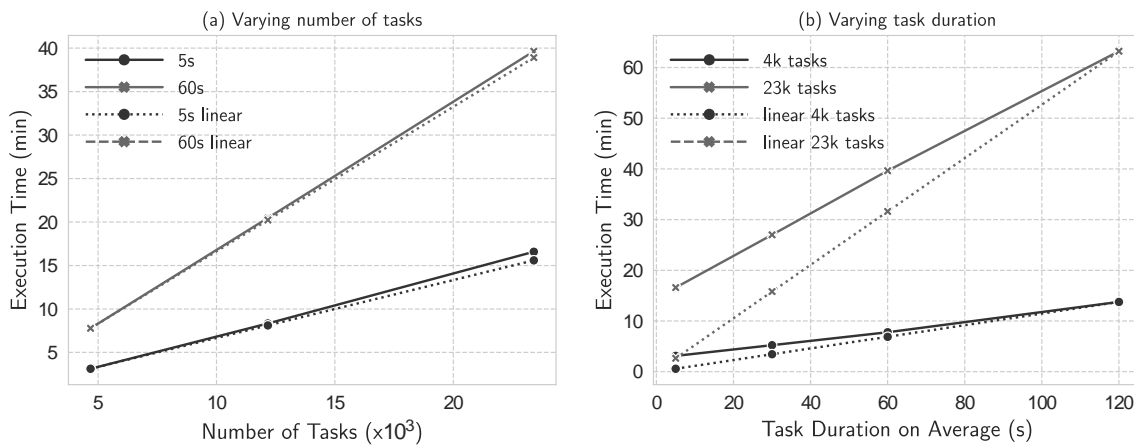 (a) Varying number of tasks
40
35
30
25
20
15
10
5
Execution Time (min)
5s
60s
5s linear
60s linear
5
10
15
20
Number of Tasks (x10³)
(b) Varying task duration
60
50
40
30
20
10
0
Execution Time (min)
4k tasks
23k tasks
linear 4k tasks
linear 23k tasks
0
20
40
60
80
100
120
Task Duration on Average (s)